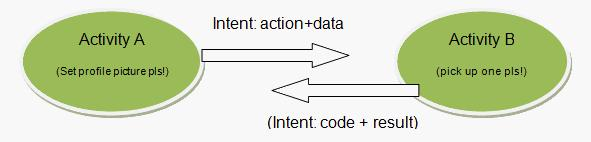 Intent: action+data
Activity A
(Set profile picture pls!)
Activity B
(pick up one pls!)
(Intent: code + result)